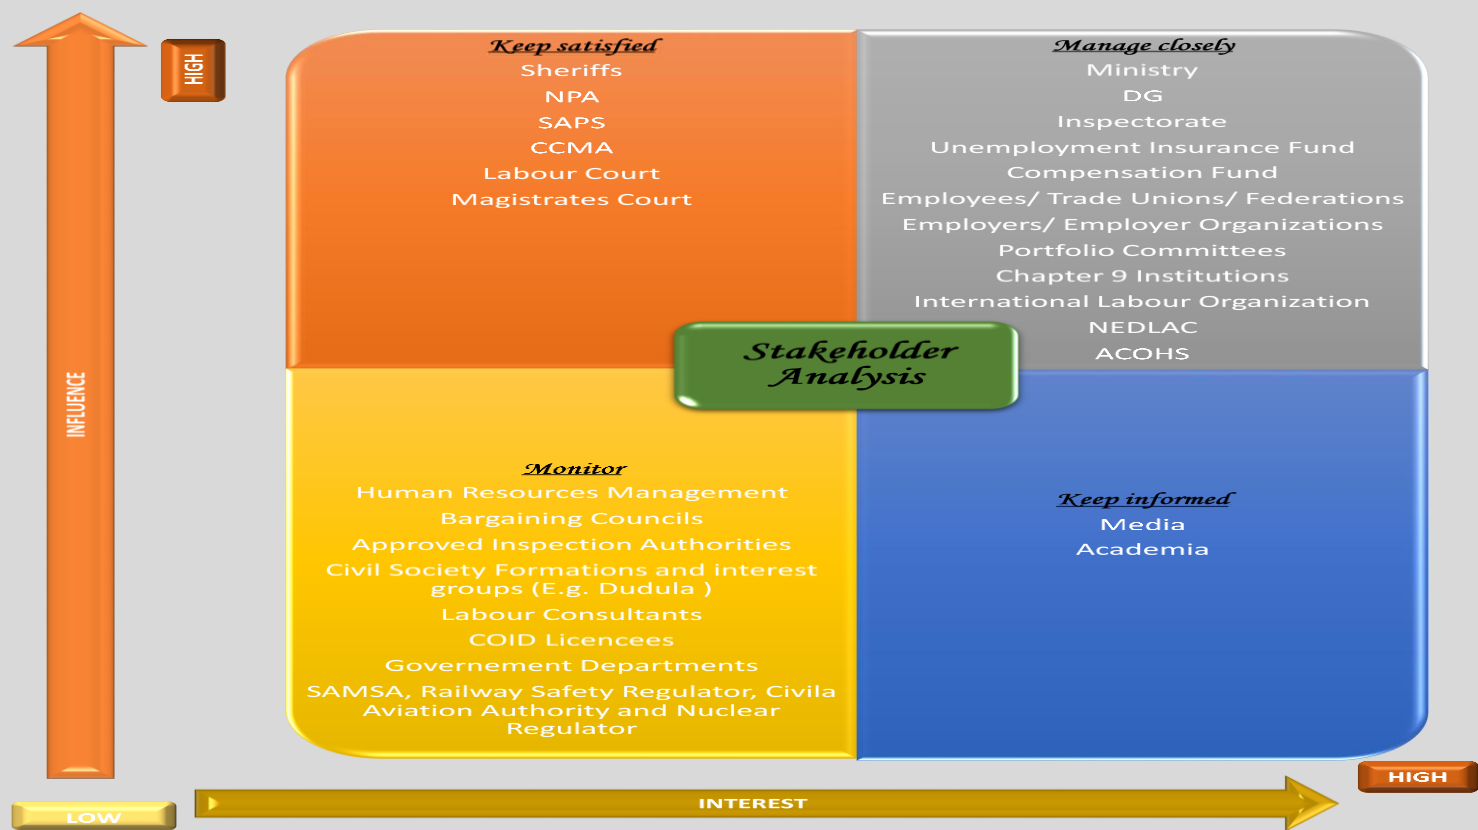 HIGH
INFLUENCE
LOW
Keep satisfied
Sheriffs
NPA
SAPS
CCMA
Labour Court
Magistrates Court
Manage closely
Ministry
DG
Inspectorate
Unemployment Insurance Fund
Compensation Fund
Employees/ Trade Unions/ Federations
Employers/ Employer Organizations
Portfolio Committees
Chapter 9 Institutions
International Labour Organization
NEDLAC
ACOHS
Stakeholder
Analysis
Monitor
Human Resources Management
Bargaining Councils
Approved Inspection Authorities
Civil Society Formations and interest
groups (E.g. Dudula )
Labour Consultants
COID Licencees
Governement Departments
SAMSA, Railway Safety Regulator, Civila
Aviation Authority and Nuclear
Regulator
Keep informed
Media
Academia
INTEREST
HIGH